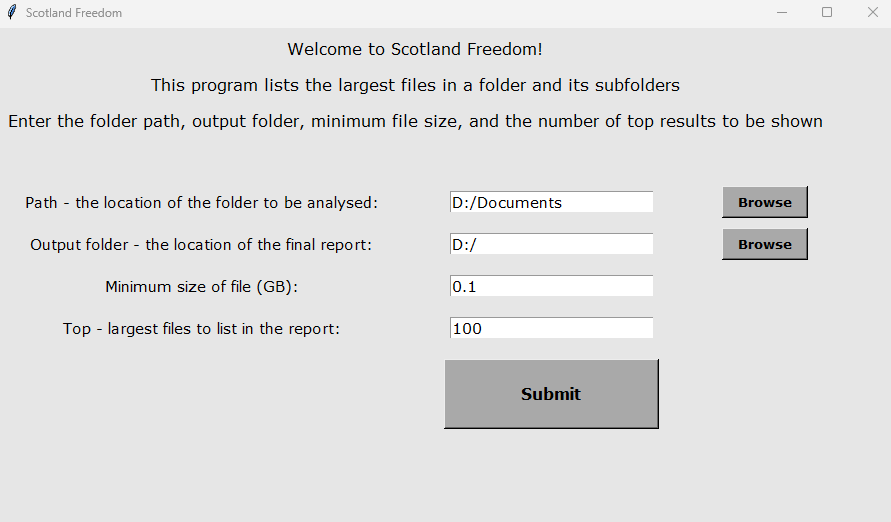 Scotland Freedom
Welcome to Scotland Freedom!
This program lists the largest files in a folder and its subfolders
Enter the folder path, output folder, minimum file size, and the number of top results to be shown
Path - the location of the folder to be analysed: D:/Documents Browse
Output folder - the location of the final report: D:/ Browse
Minimum size of file (GB): 0.1
Top - largest files to list in the report: 100
Submit